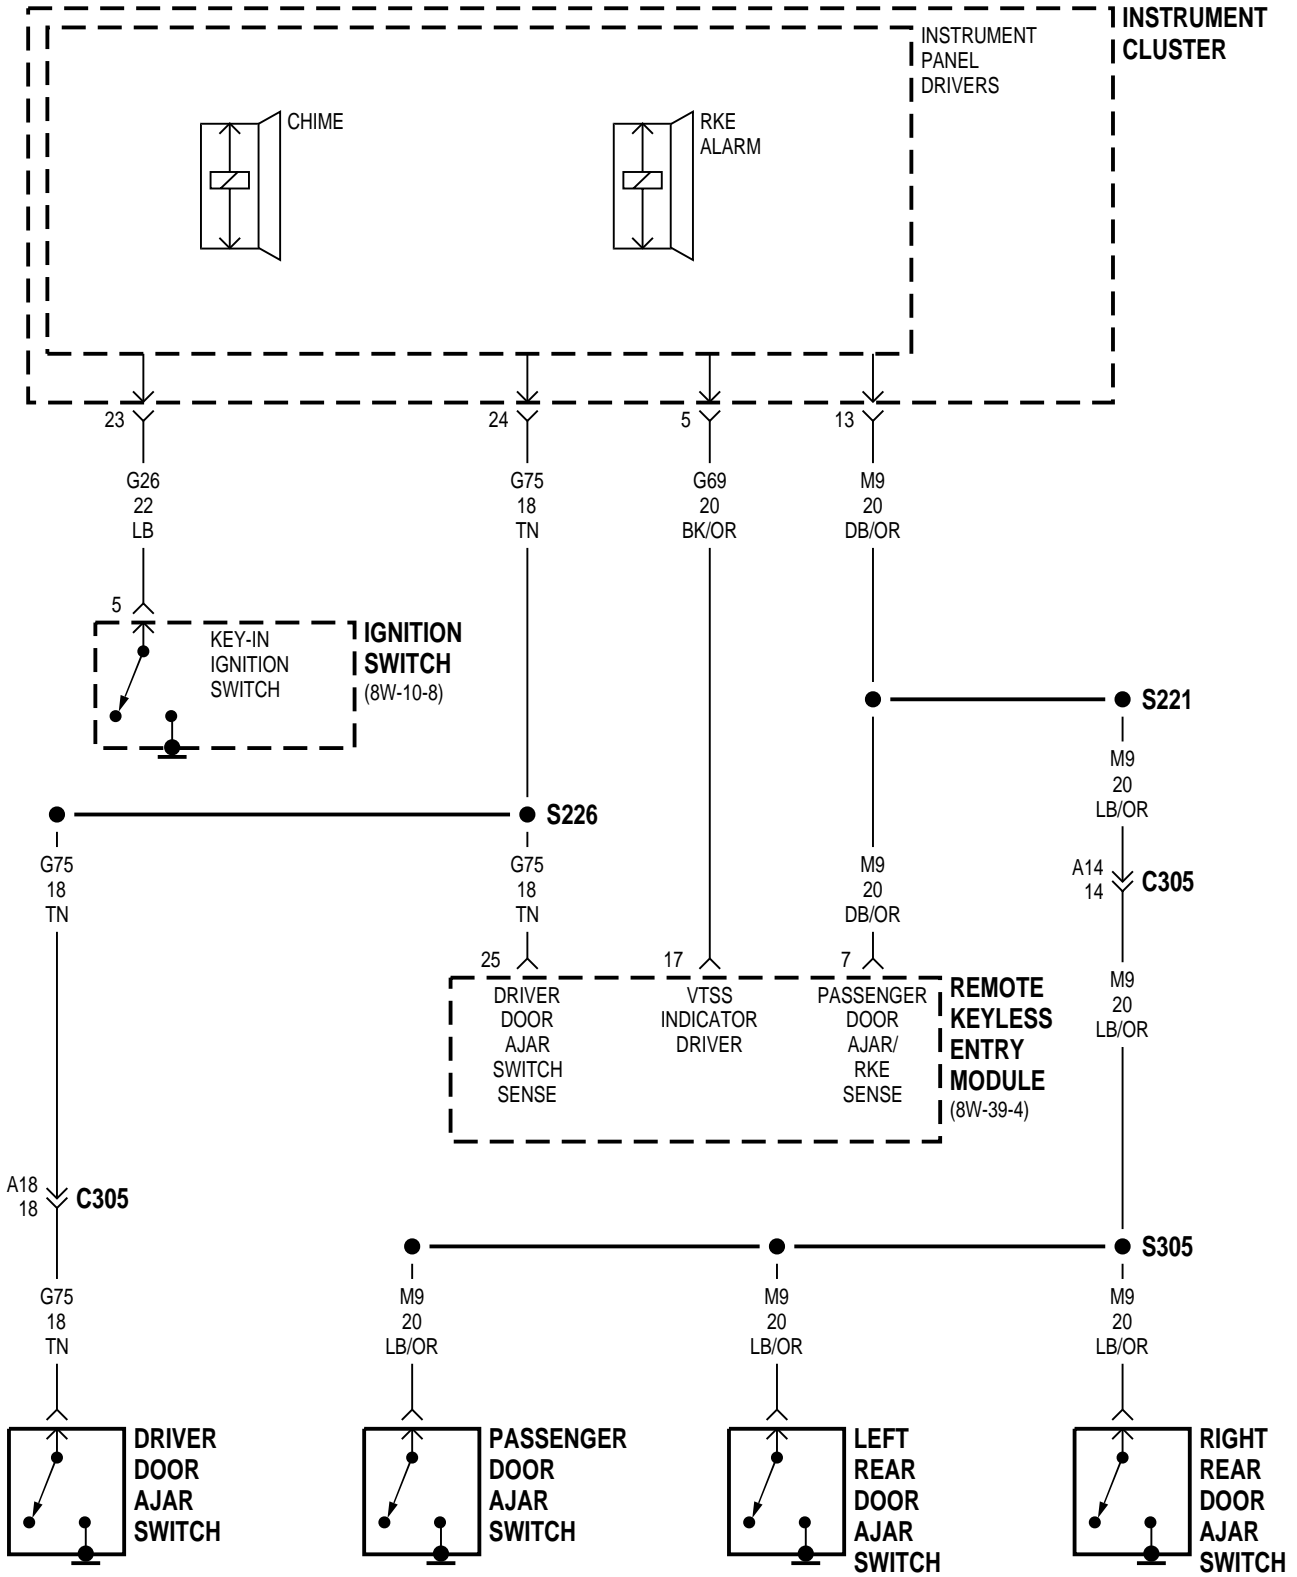 INSTRUMENT
CLUSTER
INSTRUMENT
PANEL
DRIVERS
CHIME
RKE
ALARM
23
24
5
13
G26
22
LB
G75
18
TN
G69
20
BK/OR
M9
20
DB/OR
5
KEY-IN
IGNITION
SWITCH
IGNITION
SWITCH
(8W-10-8)
S221
M9
20
LB/OR
S226
G75
18
TN
G75
18
TN
M9
20
DB/OR
A14
14
C305
25
17
7
DRIVER
DOOR
AJAR
SWITCH
SENSE
VTSS
INDICATOR
DRIVER
PASSENGER
DOOR
AJAR/
RKE
SENSE
REMOTE
KEYLESS
ENTRY
MODULE
(8W-39-4)
M9
20
LB/OR
A18
18
C305
S305
G75
18
TN
M9
20
LB/OR
M9
20
LB/OR
M9
20
LB/OR
DRIVER
DOOR
AJAR
SWITCH
PASSENGER
DOOR
AJAR
SWITCH
LEFT
REAR
DOOR
AJAR
SWITCH
RIGHT
REAR
DOOR
AJAR
SWITCH